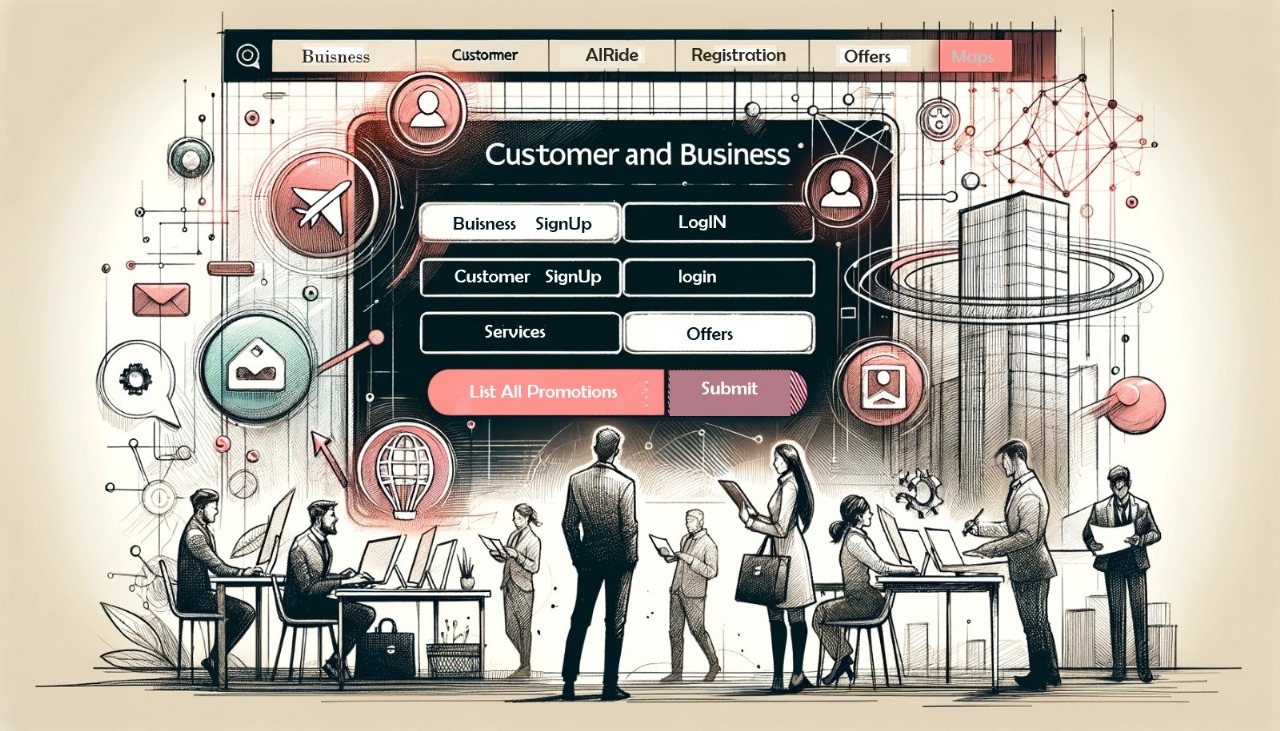 Buisness Customer AIRide Registration Offers Maps
Customer and Business
Buisness SignUp LogIN
Customer SignUp login
Services Offers
List All Promotions Submit